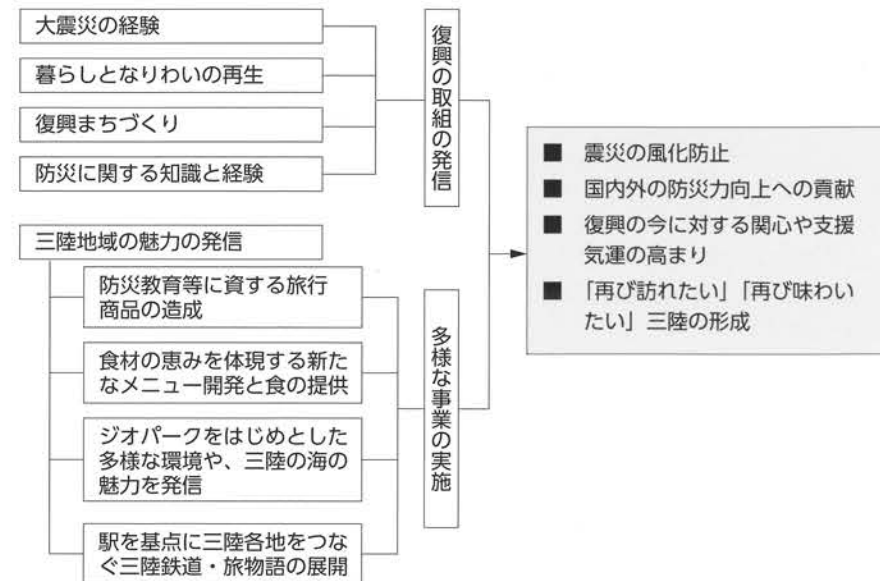 大震災の経験
暮らしとなりわいの再生
復興まちづくり
防災に関する知識と経験
復興の取組の発信
三陸地域の魅力の発信
防災教育等に資する旅行
商品の造成
食材の恵みを体現する新た
なメニュー開発と食の提供
ジオパークをはじめとした
多様な環境や、三陸の海の
魅力を発信
駅を基点に三陸各地をつな
ぐ三陸鉄道・旅物語の展開
多様な事業の実施
■ 震災の風化防止
■ 国内外の防災力向上への貢献
■ 復興の今に対する関心や支援
気運の高まり
■ 「再び訪れたい」「再び味わい
たい」三陸の形成